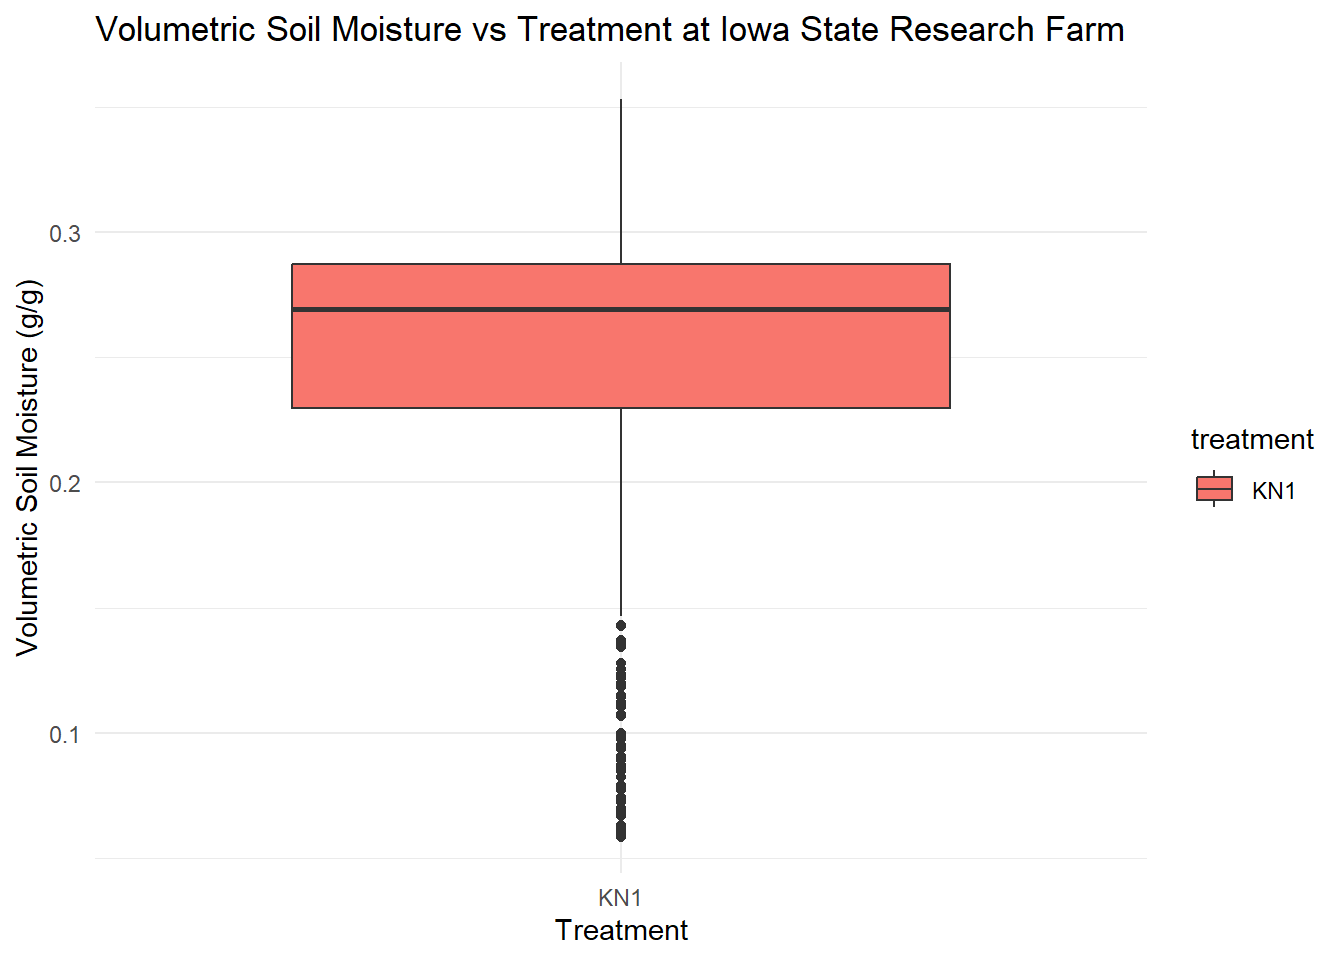 Volumetric Soil Moisture vs Treatment at Iowa State Research Farm
Volumetric Soil Moisture (g/g)
0.3
0.2
0.1
KN1
Treatment
treatment
KN1